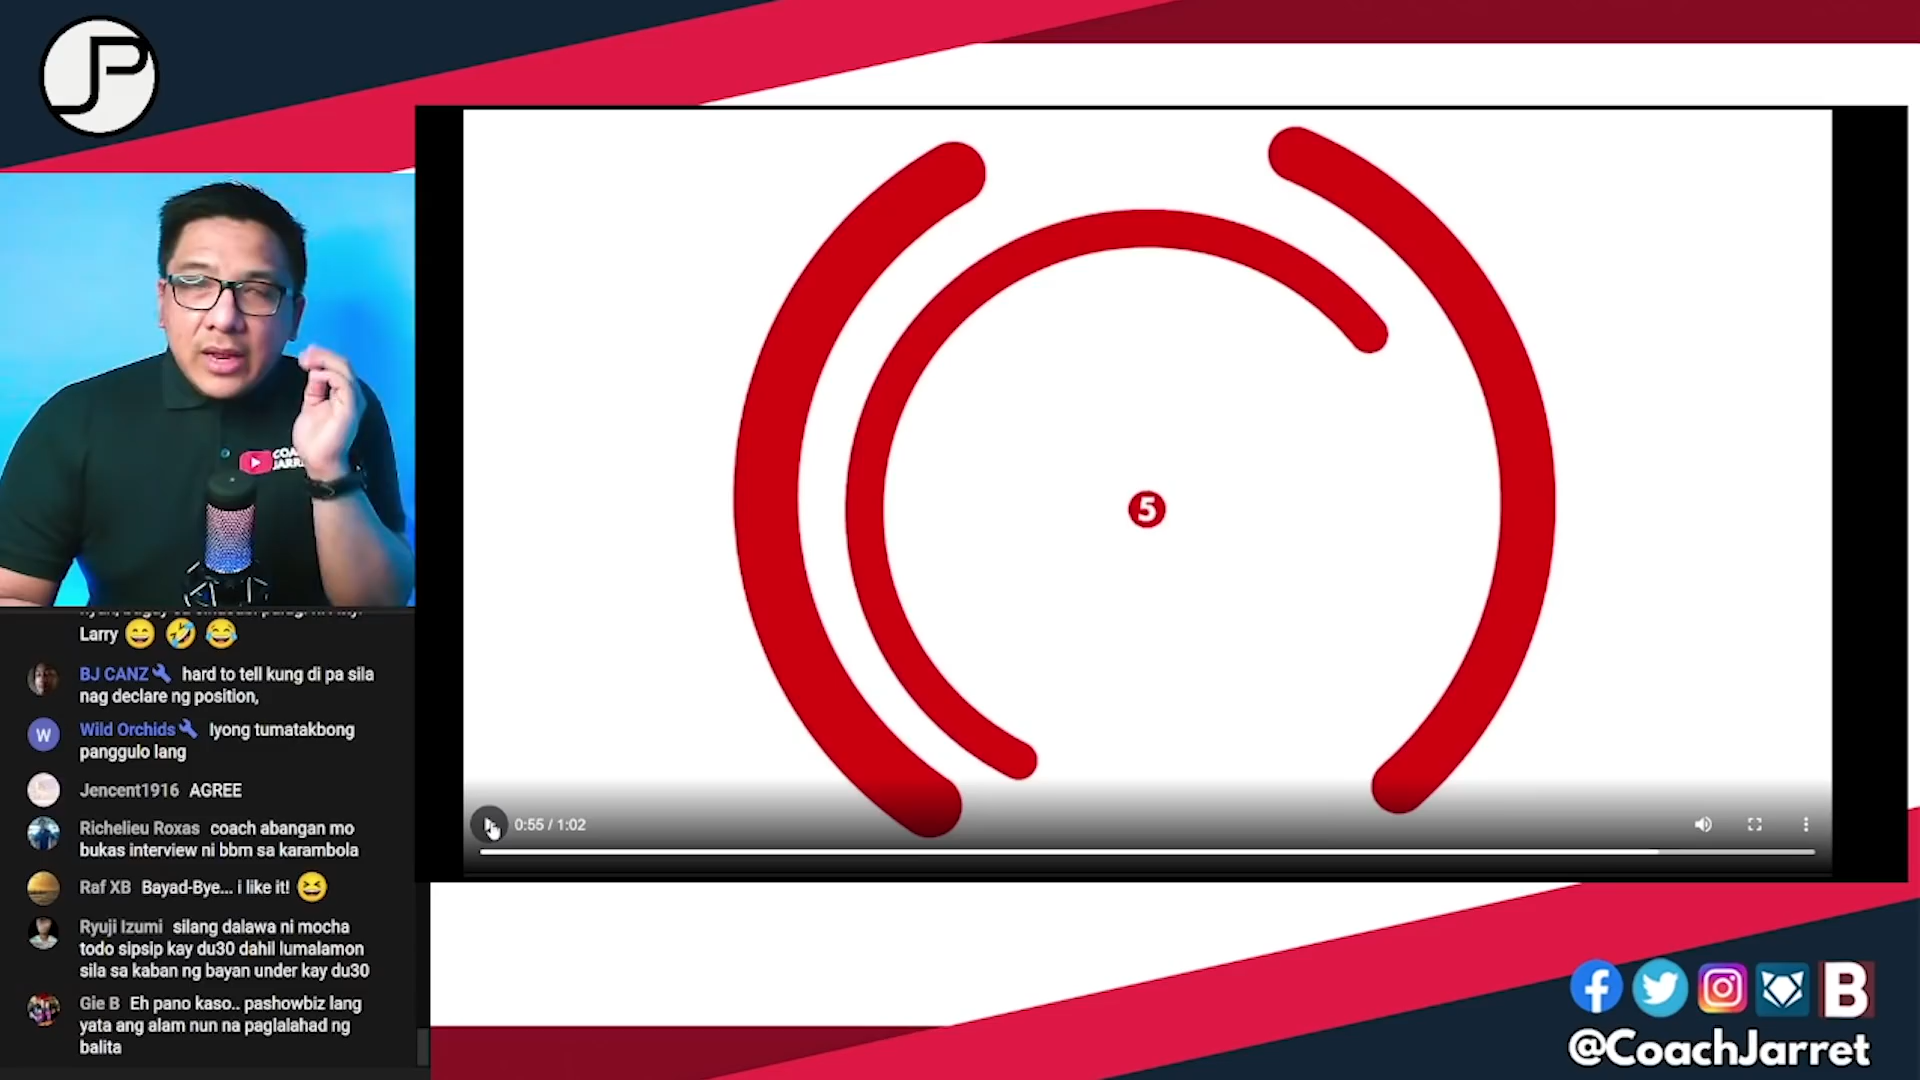 JP
COA
JARR
5
0:55 / 1:02
Larry
BJ CANZ hard to tell kung di pa sila
nag declare ng position,
W
Wild Orchids Iyong tumatakbong
panggulo lang
Jencent1916 AGREE
Richelieu Roxas coach abangan mo
bukas interview ni bbm sa karambola
Raf XB Bayad-Bye... i like it!
Ryuji Izumi silang dalawa ni mocha
todo sipsip kay du30 dahil lumalamon
sila sa kaban ng bayan under kay du30
Gie B Eh pano kaso.. pashowbiz lang
yata ang alam nun na paglalahad ng
balita
B
@CoachJarret